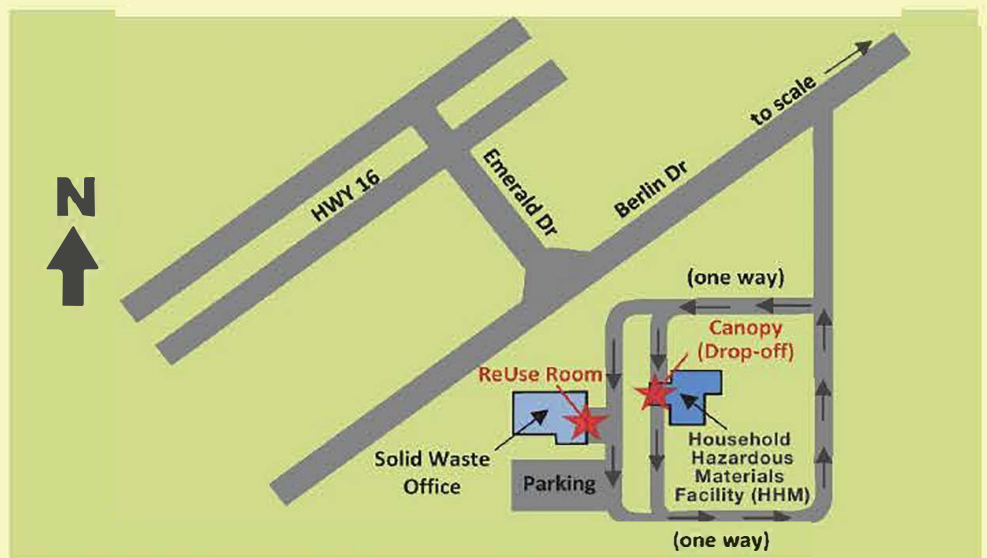 to scale
N
HWY 16
Emerald Dr
Berlin Dr
(one way)
Canopy
(Drop-off)
ReUse Room
Solid Waste
Office
Household
Hazardous
Materials
Facility (HHM)
Parking
(one way)